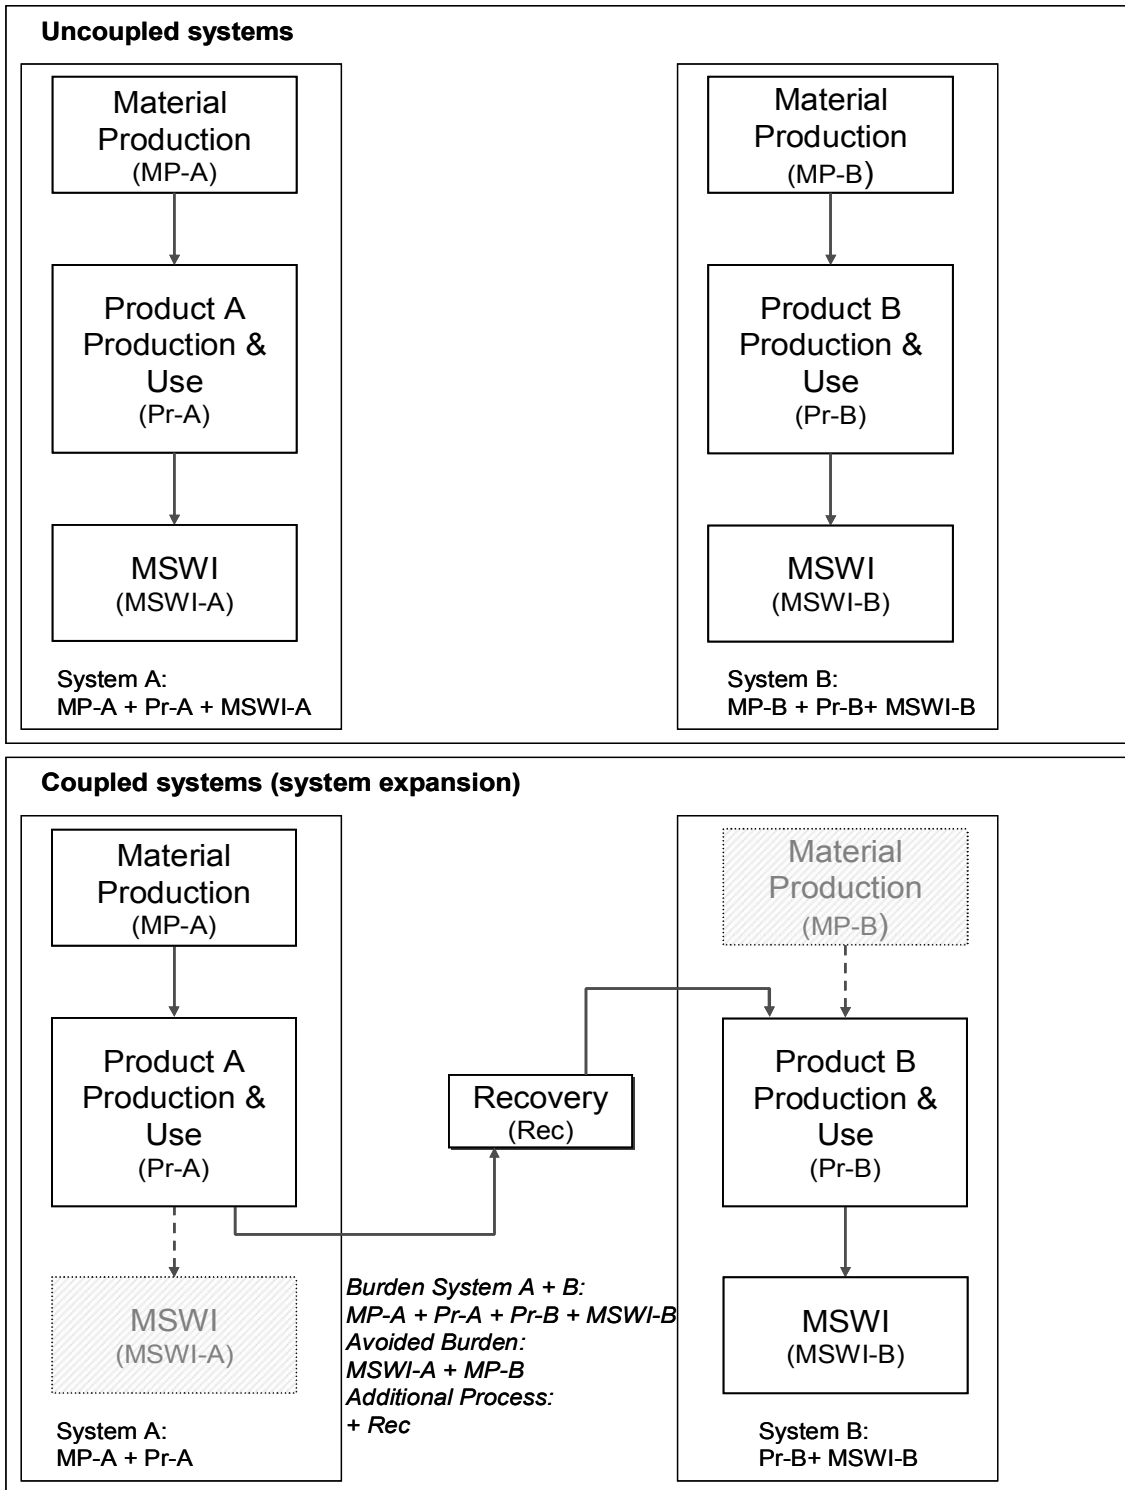 Uncoupled systems
Material
Production
(MP-A)
Product A
Production &
Use
(Pr-A)
MSWI
(MSWI-A)
System A:
MP-A + Pr-A + MSWI-A
Material
Production
(MP-B)
Product B
Production &
Use
(Pr-B)
MSWI
(MSWI-B)
System B:
MP-B + Pr-B+ MSWI-B
Coupled systems (system expansion)
Material
Production
(MP-A)
Product A
Production &
Use
(Pr-A)
MSWI
(MSWI-A)
System A:
MP-A + Pr-A
Recovery
(Rec)
Burden System A + B:
MP-A + Pr-A + Pr-B + MSWI-B
Avoided Burden:
MSWI-A + MP-B
Additional Process:
+ Rec
Material
Production
(MP-B)
Product B
Production &
Use
(Pr-B)
MSWI
(MSWI-B)
System B:
Pr-B+ MSWI-B